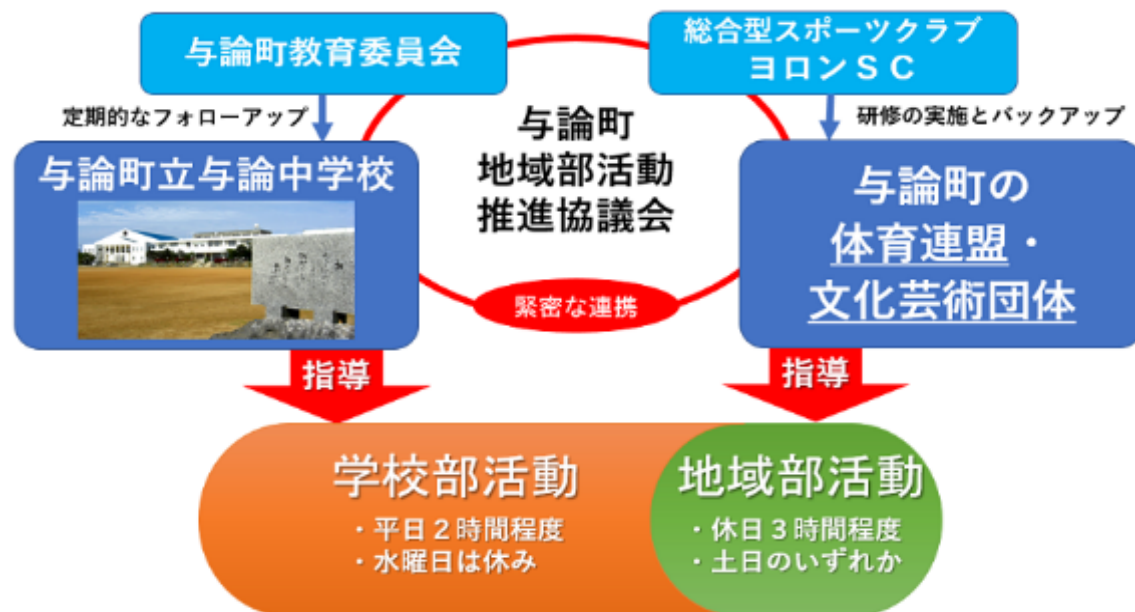 与論町教育委員会
総合型スポーツクラブ
ヨロンＳＣ
定期的なフォローアップ
研修の実施とバックアップ
与論町
地域部活動
推進協議会
与論町立与論中学校
与論町の
体育連盟・
文化芸術団体
緊密な連携
指導
指導
学校部活動
・平日２時間程度
・水曜日は休み
地域部活動
・休日３時間程度
・土日のいずれか